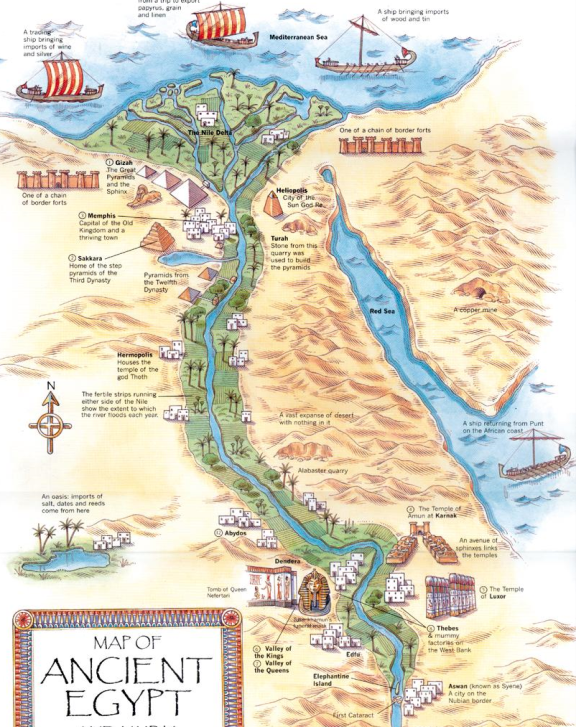 from a trip to export
papyrus, grain
and linen
A ship bringing imports
of wood and tin
A trading
ship bringing
imports of wine
and silver
Mediterranean Sea
The Nile Delta
One of a chain of border forts
One of a chain
of border forts
1 Gizah
The Great
Pyramids
and the
Sphinx
Heliopolis
City of the
Sun God Re
3 Memphis
Capital of the Old
Kingdom and a
thriving town
Turah
Stone from this
quarry was
used to build
the pyramids
2 Sakkara
Home of the step
pyramids of the
Third Dynasty
Pyramids from
the Twelfth
Dynasty
Red Sea
A copper mine
Hermopolis
Houses the
temple of the
god Thoth
N
The fertile strips running
either side of the Nile
show the extent to which
the river floods each year.
A vast expanse of desert
with nothing in it
A ship returning from Punt
on the African coast
Alabaster quarry
An oasis: imports of
salt, dates and reeds
come from here
The Temple of
Amun at Karnak
Abydos
An avenue of
sphinxes links
the temples
Dendera
Tomb of Queen
Nefertari
The Temple
of Luxor
Thebes
& mummy
factories on
the West Bank
Valley of
the Kings
Valley of
the Queens
Edfu
Elephantine
Island
Aswan (known as Syene)
A city on the
Nubian border
First Cataract
MAP OF
ANCIENT
EGYPT